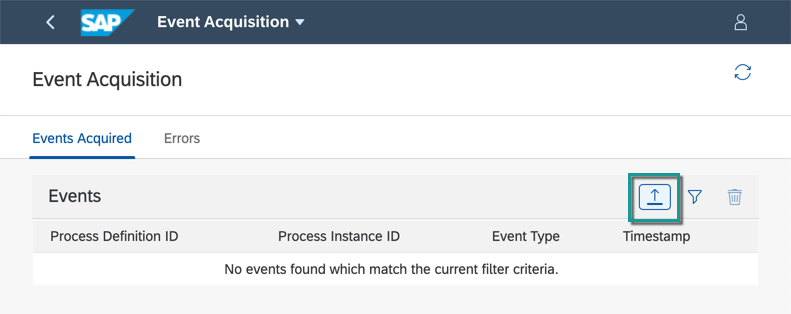 SAP Event Acquisition
Event Acquisition
Events Acquired Errors
Events
Process Definition ID Process Instance ID Event Type Timestamp
No events found which match the current filter criteria.